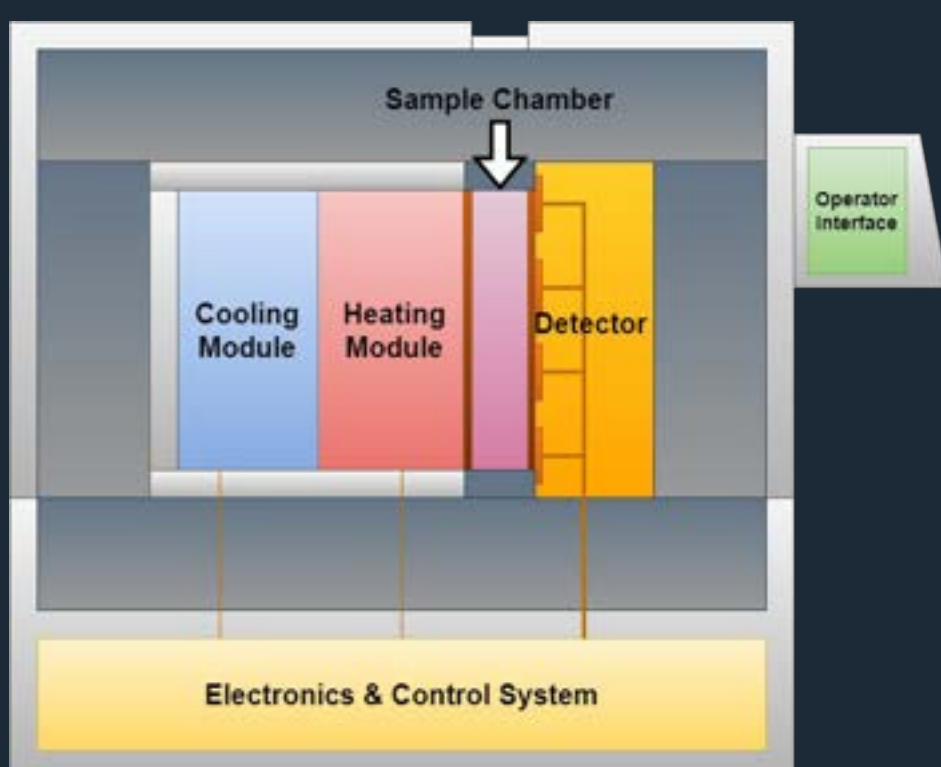 Sample Chamber
Operator
Interface
Cooling
Module
Heating
Module
Detector
Electronics & Control System